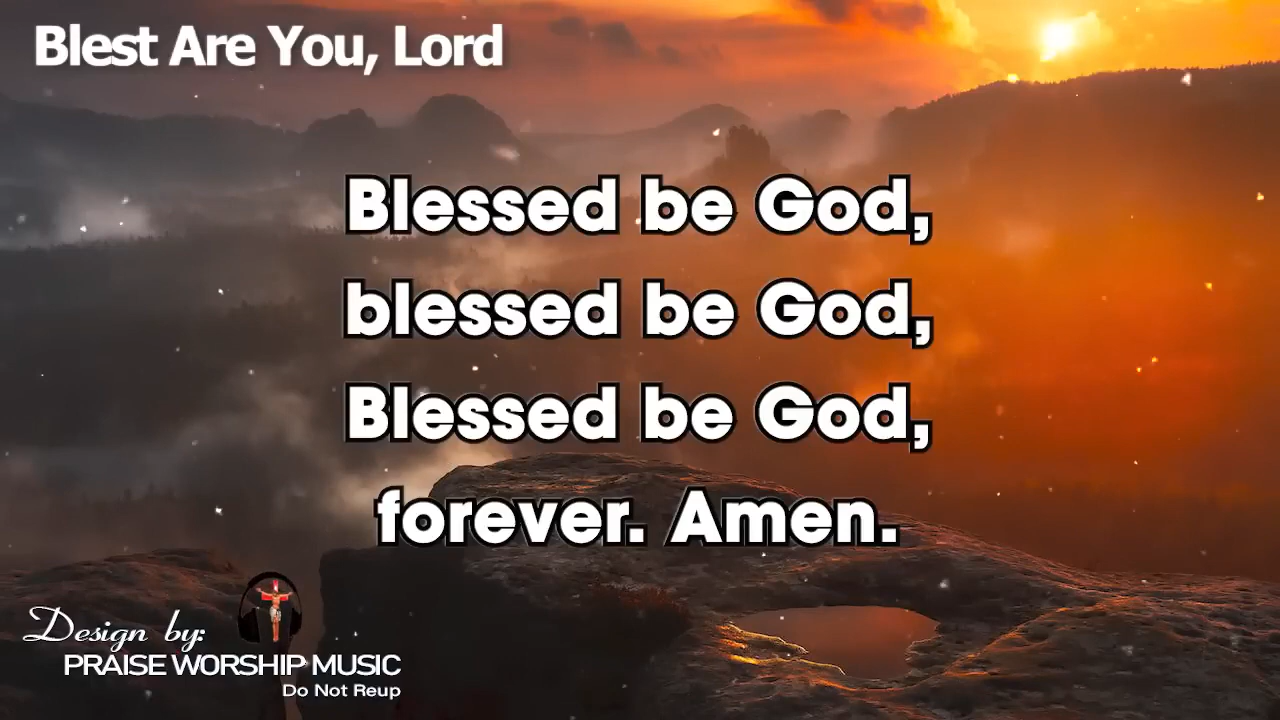 Blest Are You, Lord
Blessed be God,
blessed be God,
Blessed be God,
forever. Amen.
Design by:
PRAISE WORSHIP MUSIC
Do Not Reup